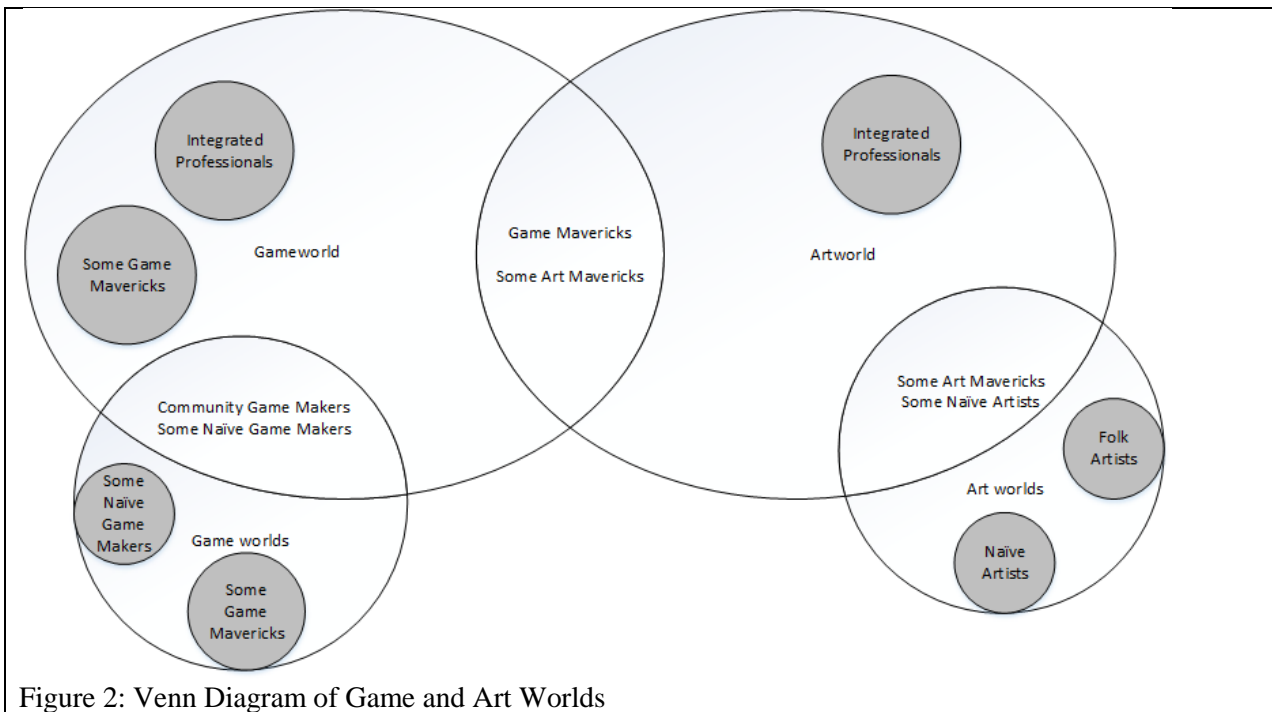 Integrated
Professionals
Integrated
Professionals
Game Mavericks
Some Art Mavericks
Gameworld
Artworld
Some Game
Mavericks
Community Game Makers
Some Naïve Game Makers
Some Art Mavericks
Some Naïve Artists
Folk
Artists
Some
Naïve
Game
Makers
Game worlds
Art worlds
Naïve
Artists
Some
Game
Mavericks
Figure 2: Venn Diagram of Game and Art Worlds